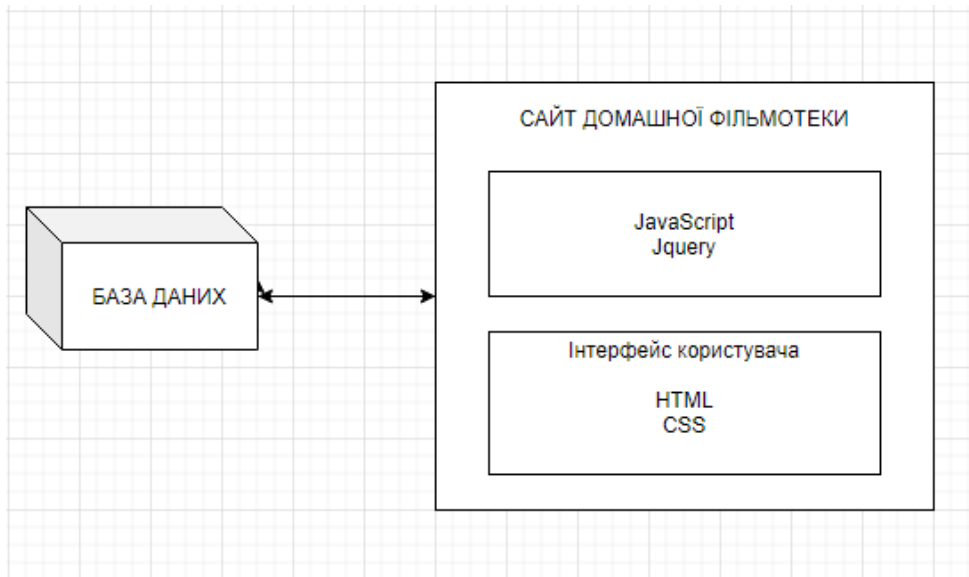 САЙТ ДОМАШНОЇ ФІЛЬМОТЕКИ
JavaScript
Jquery
БАЗА ДАНИХ
Інтерфейс користувача
HTML
CSS